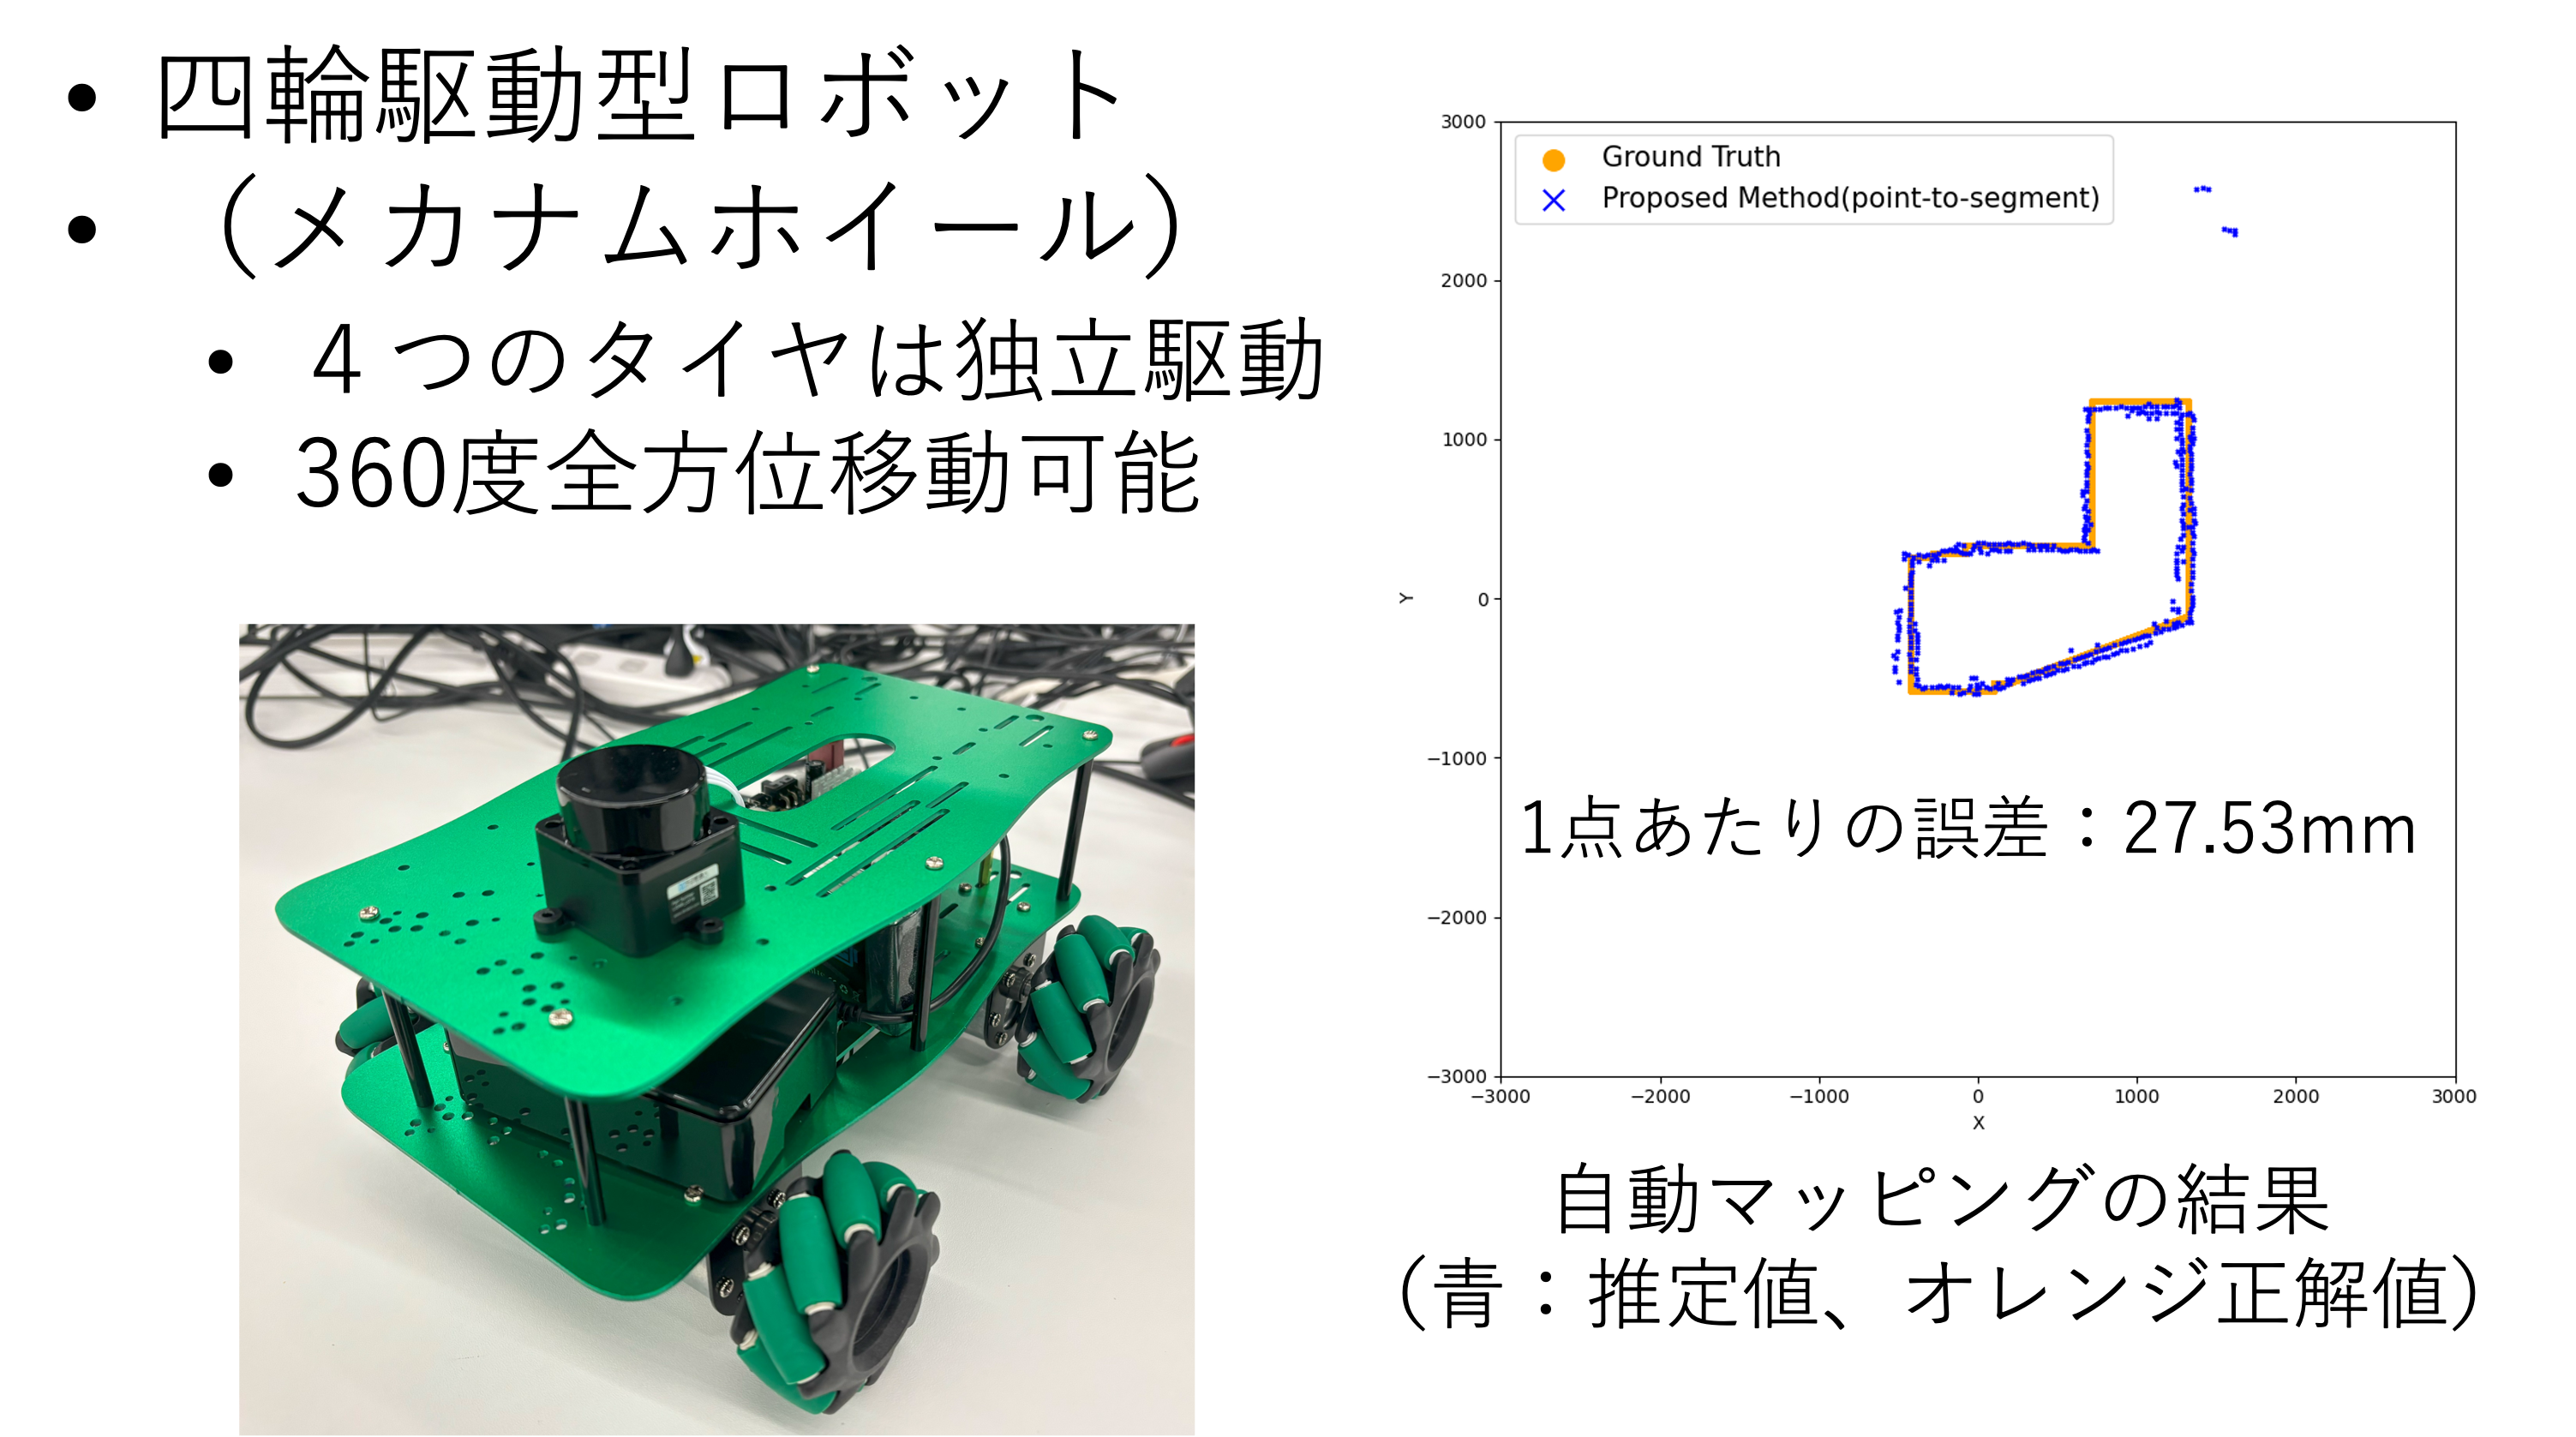 • 四輪駆動型ロボット
• （メカナムホイール）
• ４つのタイヤは独立駆動
• 360度全方位移動可能
Ground Truth
Proposed Method(point-to-segment)
3000
2000
1000
0
−1000
−2000
−3000
Y
1点あたりの誤差：27.53mm
−3000 −2000 −1000 0 1000 2000 3000
X
自動マッピングの結果
（青：推定値、オレンジ正解値）